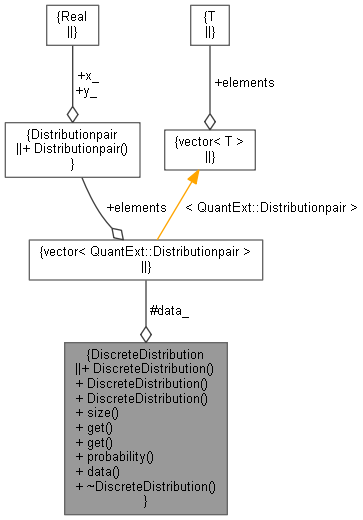 {Real
||}
{T
||}
+x_
+y_
+elements
{Distributionpair
||+ Distributionpair()
}
{vector< T >
||}
+elements
< QuantExt::Distributionpair >
{vector< QuantExt::Distributionpair >
||}
#data_
{DiscreteDistribution
||+ DiscreteDistribution()
+ DiscreteDistribution()
+ DiscreteDistribution()
+ size()
+ get()
+ get()
+ probability()
+ data()
+ ~DiscreteDistribution()
}